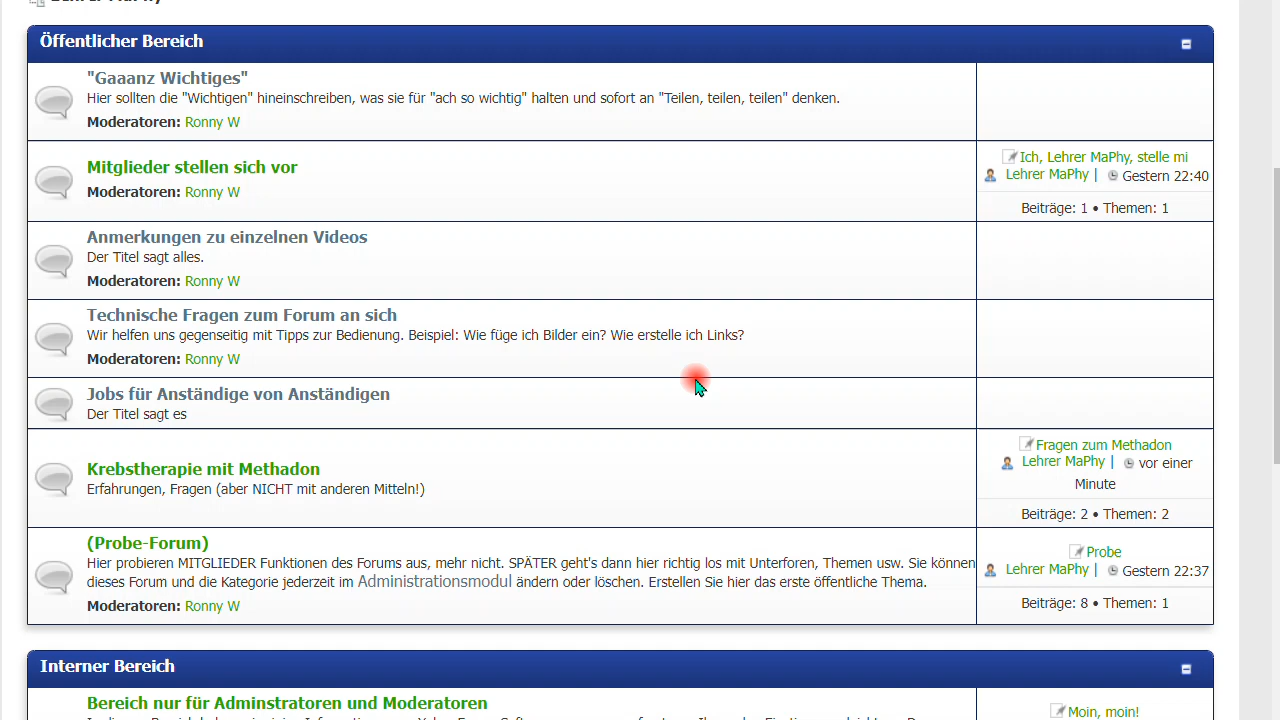 Öffentlicher Bereich
"Gaaanz Wichtiges"
Hier sollten die "Wichtigen" hineinschreiben, was sie für "ach so wichtig" halten und sofort an "Teilen, teilen, teilen" denken.
Moderatoren: Ronny W
Mitglieder stellen sich vor
Moderatoren: Ronny W
Ich, Lehrer MaPhy, stelle mi
Lehrer MaPhy | Gestern 22:40
Beiträge: 1 • Themen: 1
Anmerkungen zu einzelnen Videos
Der Titel sagt alles.
Moderatoren: Ronny W
Technische Fragen zum Forum an sich
Wir helfen uns gegenseitig mit Tipps zur Bedienung. Beispiel: Wie füge ich Bilder ein? Wie erstelle ich Links?
Moderatoren: Ronny W
Jobs für Anständige von Anständigen
Der Titel sagt es
Krebstherapie mit Methadon
Erfahrungen, Fragen (aber NICHT mit anderen Mitteln!)
Fragen zum Methadon
Lehrer MaPhy | vor einer
Minute
Beiträge: 2 • Themen: 2
(Probe-Forum)
Hier probieren MITGLIEDER Funktionen des Forums aus, mehr nicht. SPÄTER geht's dann hier richtig los mit Unterforen, Themen usw. Sie können
dieses Forum und die Kategorie jederzeit im Administrationsmodul ändern oder löschen. Erstellen Sie hier das erste öffentliche Thema.
Moderatoren: Ronny W
Probe
Lehrer MaPhy | Gestern 22:37
Beiträge: 8 • Themen: 1
Interner Bereich
Bereich nur für Adminstratoren und Moderatoren
Moin, moin!